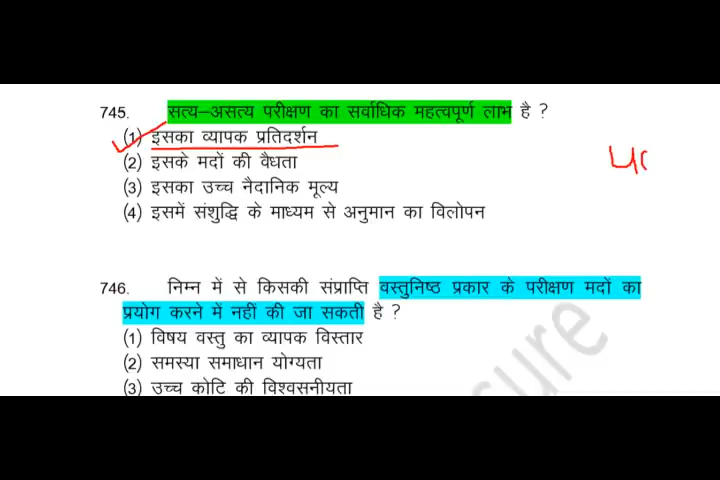 745. सत्य–असत्य परीक्षण का सर्वाधिक महत्वपूर्ण लाभ है ?
(1) इसका व्यापक प्रतिदर्शन
(2) इसके मदों की वैधता
(3) इसका उच्च नैदानिक मूल्य
(4) इसमें संशुद्धि के माध्यम से अनुमान का विलोपन
746. निम्न में से किसकी संप्राप्ति वस्तुनिष्ठ प्रकार के परीक्षण मदों का
प्रयोग करने में नहीं की जा सकती है ?
(1) विषय वस्तु का व्यापक विस्तार
(2) समस्या समाधान योग्यता
(3) उच्च कोटि की विश्वसनीयता